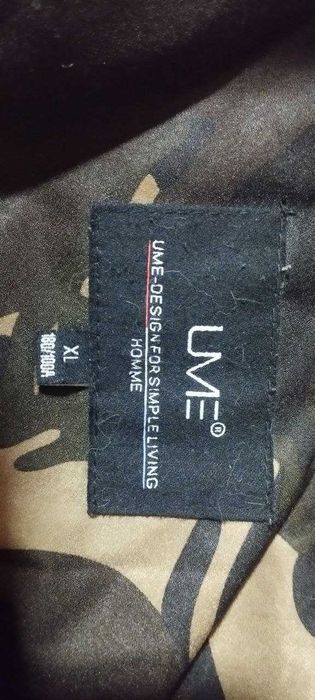 UME®
UME-DESIGN FOR SIMPLE LIVING
HOMME
XL
180/100A